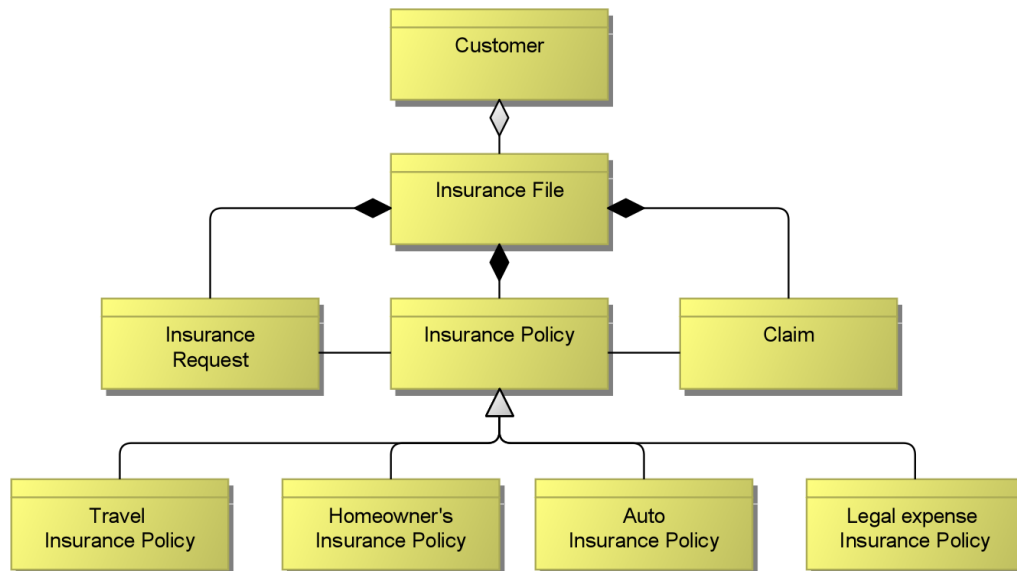 Customer
Insurance File
Insurance
Request
Insurance Policy
Claim
Travel
Insurance Policy
Homeowner's
Insurance Policy
Auto
Insurance Policy
Legal expense
Insurance Policy